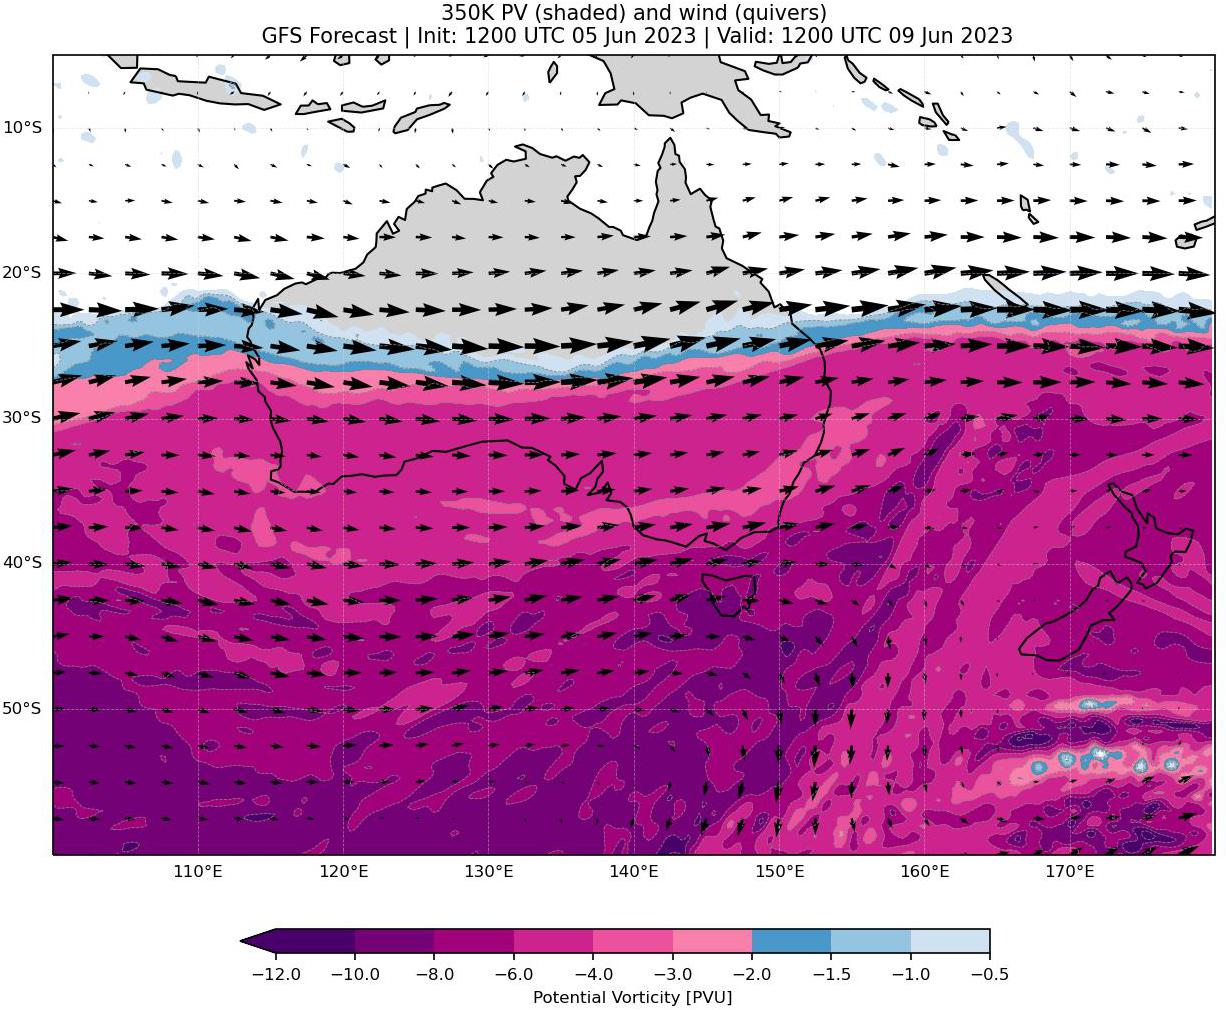 350K PV (shaded) and wind (quivers)
GFS Forecast | Init: 1200 UTC 05 Jun 2023 | Valid: 1200 UTC 09 Jun 2023
10°S
20°S
30°S
40°S
50°S
110°E 120°E 130°E 140°E 150°E 160°E 170°E
−12.0 −10.0 −8.0 −6.0 −4.0 −3.0 −2.0 −1.5 −1.0 −0.5
Potential Vorticity [PVU]